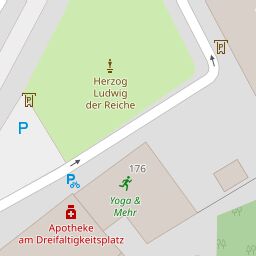 P
Herzog
Ludwig
der Reiche
P
P
176
P
Yoga &
Mehr
Apotheke
am Dreifaltigkeitsplatz